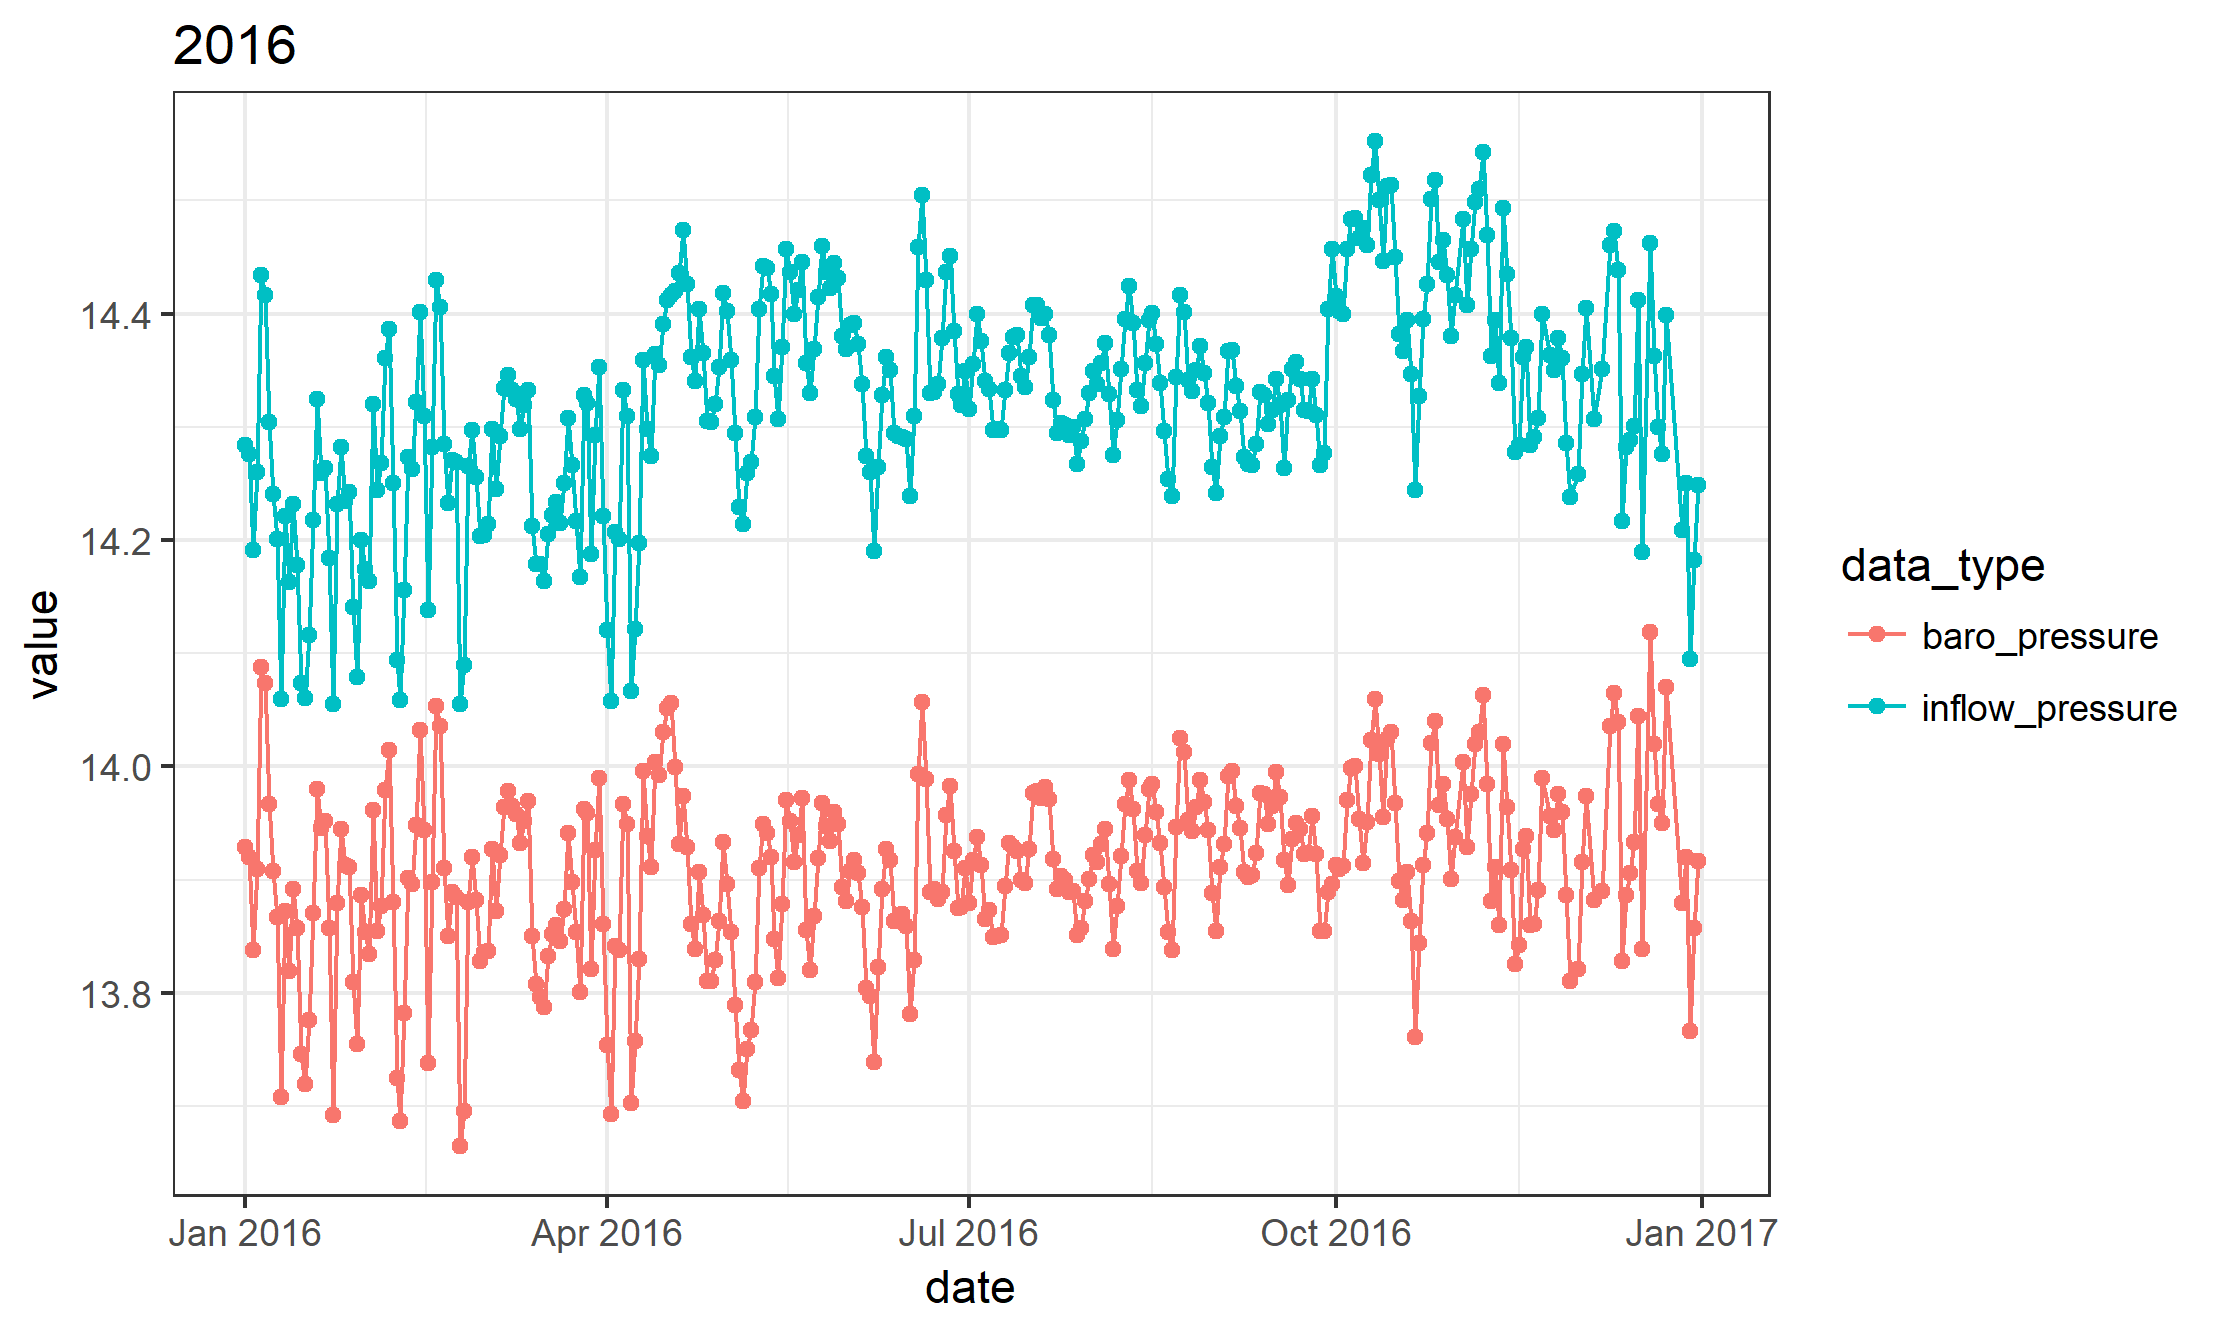 2016
value
14.4
14.2
14.0
13.8
Jan 2016
Apr 2016
Jul 2016
Oct 2016
Jan 2017
date
data_type
baro_pressure
inflow_pressure